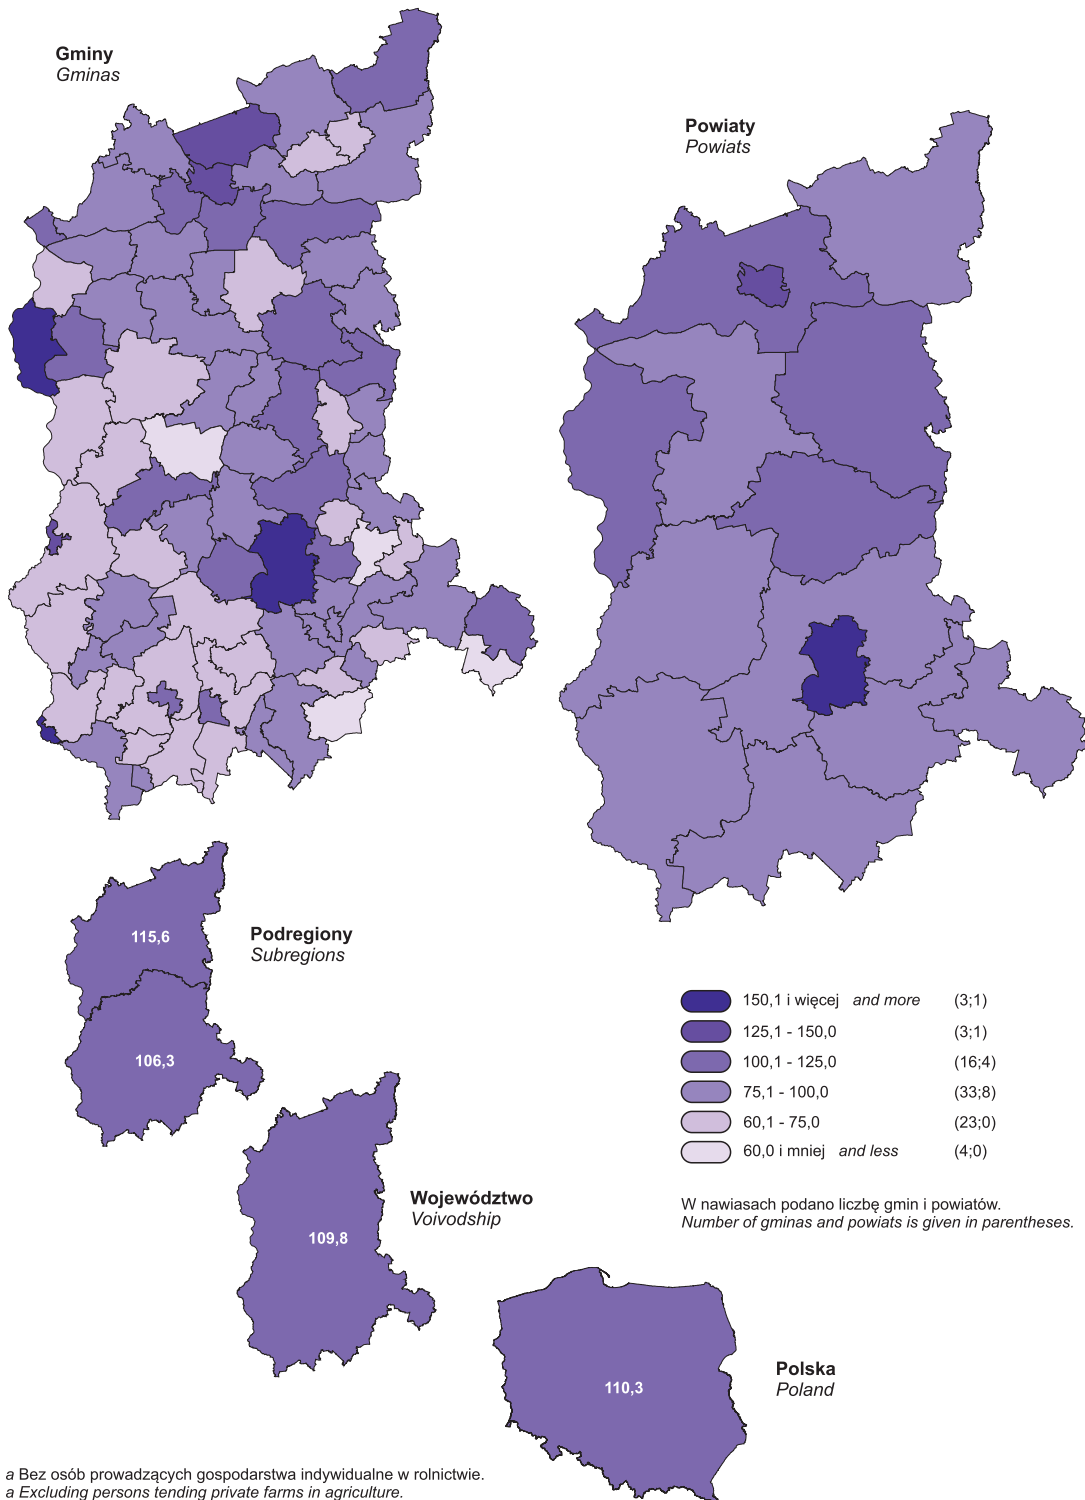 Gminy
Gminas
Powiaty
Powiats
115,6
106,3
Podregiony
Subregions
150,1 i więcej and more (3;1)
125,1 - 150,0 (3;1)
100,1 - 125,0 (16;4)
75,1 - 100,0 (33;8)
60,1 - 75,0 (23;0)
60,0 i mniej and less (4;0)
W nawiasach podano liczbę gmin i powiatów.
Number of gminas and powiats is given in parentheses.
Województwo
Voivodship
109,8
Polska
Poland
110,3
a Bez osób prowadzących gospodarstwa indywidualne w rolnictwie.
a Excluding persons tending private farms in agriculture.